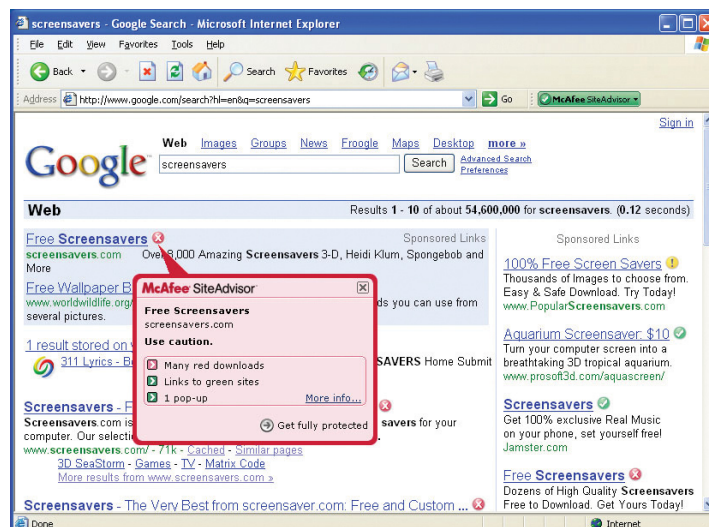 screensavers - Google Search - Microsoft Internet Explorer
File Edit View Favorites Tools Help
Back Search Favorites
Address http://www.google.com/search?hl=en&q=screensavers Go McAfee SiteAdvisor
Sign in
Google
Web Images Groups News Froogle Maps Desktop more »
screensavers Search Advanced Search
Preferences
Web Results 1 - 10 of about 54,600,000 for screensavers. (0.12 seconds)
Free Screensavers Sponsored Links
screensavers.com Over 8,000 Amazing Screensavers 3-D, Heidi Klum, Spongebob and
More
Free Wallpaper B
www.worldwildlife.org/ ds you can use from
several pictures.
1 result stored on
311 Lyrics - B SAVERS Home Submit
Screensavers - F
Screensavers.com is savers for your
computer. Our selecti
www.screensavers.com/ - 71k - Cached - Similar pages
3D SeaStorm - Games - TV - Matrix Code
More results from www.screensavers.com »
Screensavers - The Very Best from screensaver.com: Free and Custom ...
McAfee SiteAdvisor
Free Screensavers
screensavers.com
Use caution.
Many red downloads
Links to green sites
1 pop-up More info...
Get fully protected
Sponsored Links
100% Free Screen Savers
Thousands of Images to choose from.
Easy & Safe Download. Try Today!
www.PopularScreensavers.com
Aquarium Screensaver: $10
Turn your computer screen into a
breathtaking 3D tropical aquarium.
www.prosoft3d.com/aquascreen/
Screensavers
Get 100% exclusive Real Music
on your phone, set yourself free!
Jamster.com
Free Screensavers
Dozens of High Quality Screensavers
Free to Download. Get Yours Today!
Done Internet